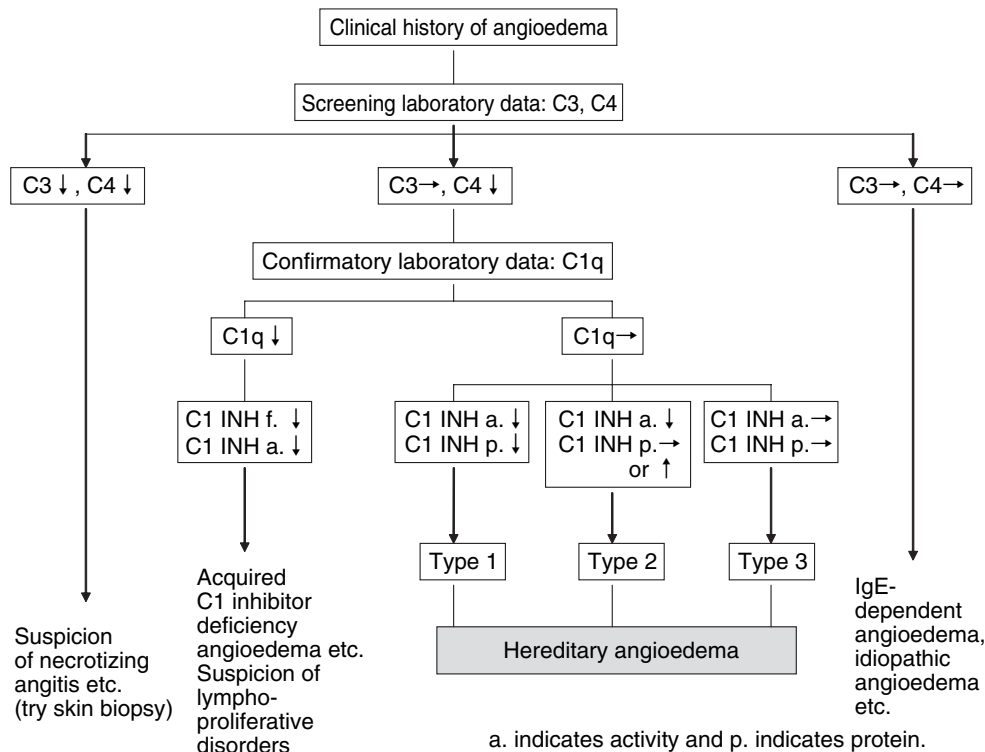 Clinical history of angioedema
Screening laboratory data: C3, C4
C3 ↓ , C4 ↓
C3→, C4 ↓
C3→, C4→
Confirmatory laboratory data: C1q
C1q ↓
C1q→
C1 INH f. ↓
C1 INH a. ↓
C1 INH a. ↓
C1 INH p. ↓
C1 INH a. ↓
C1 INH p.→
or ↑
C1 INH a.→
C1 INH p.→
Type 1
Type 2
Type 3
Suspicion
of necrotizing
angitis etc.
(try skin biopsy)
Acquired
C1 inhibitor
deficiency
angioedema etc.
Suspicion of
lympho-
proliferative
disorders
Hereditary angioedema
IgE-
dependent
angioedema,
idiopathic
angioedema
etc.
a. indicates activity and p. indicates protein.